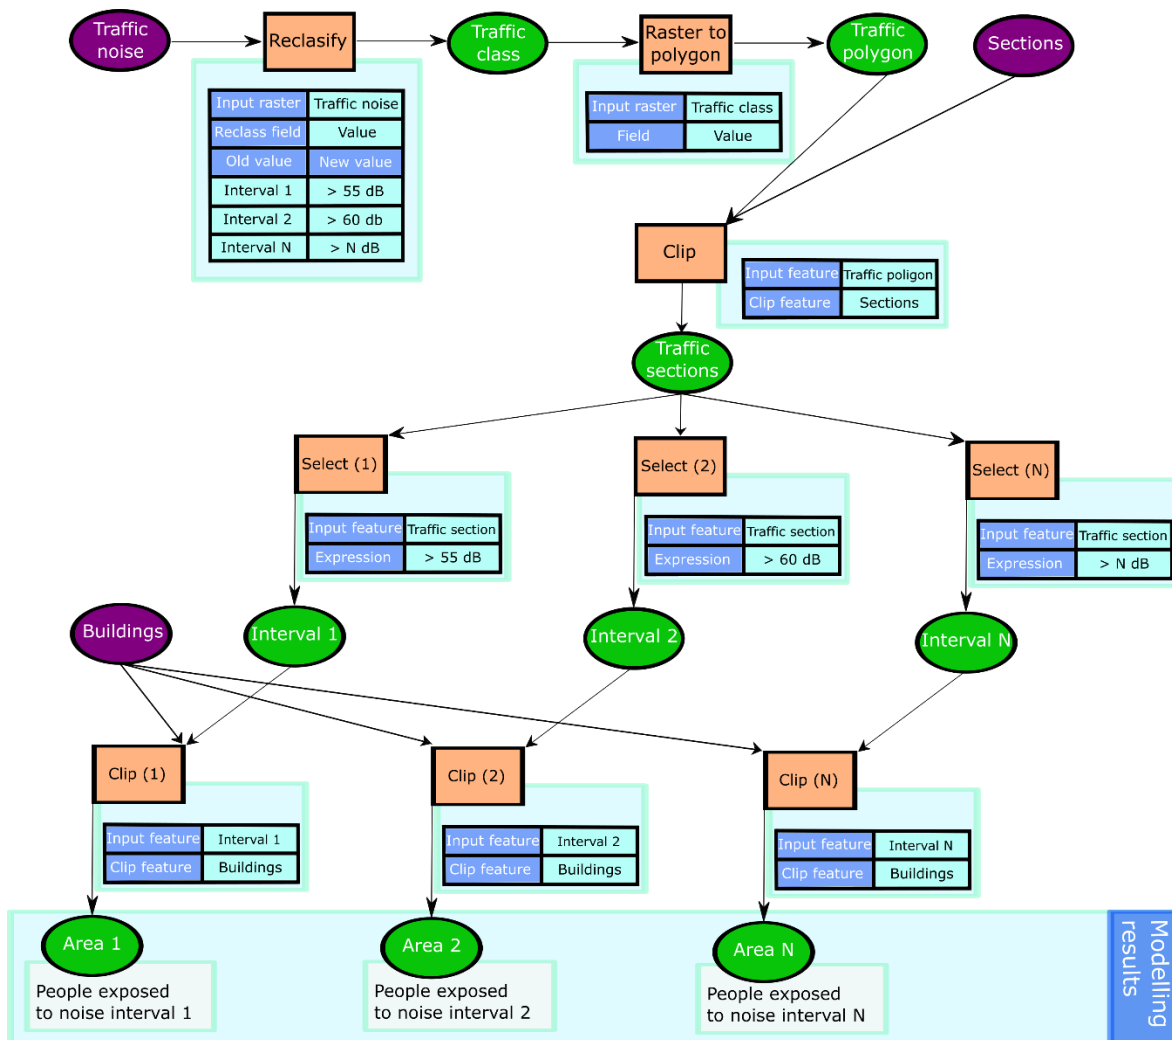 Traffic
noise
Reclasify
Traffic
class
Raster to
polygon
Traffic
polygon
Sections
Input raster Traffic noise
Reclass field Value
Old value New value
Interval 1 > 55 dB
Interval 2 > 60 db
Interval N > N dB
Input raster Traffic class
Field Value
Clip
Input feature Traffic poligon
Clip feature Sections
Traffic
sections
Select (1)
Select (2)
Select (N)
Input feature Traffic section
Expression > 55 dB
Input feature Traffic section
Expression > 60 dB
Input feature Traffic section
Expression > N dB
Buildings
Interval 1
Interval 2
Interval N
Clip (1)
Clip (2)
Clip (N)
Input feature Interval 1
Clip feature Buildings
Input feature Interval 2
Clip feature Buildings
Input feature Interval N
Clip feature Buildings
Area 1
Area 2
Area N
People exposed
to noise interval 1
People exposed
to noise interval 2
People exposed
to noise interval N
Modelling
results